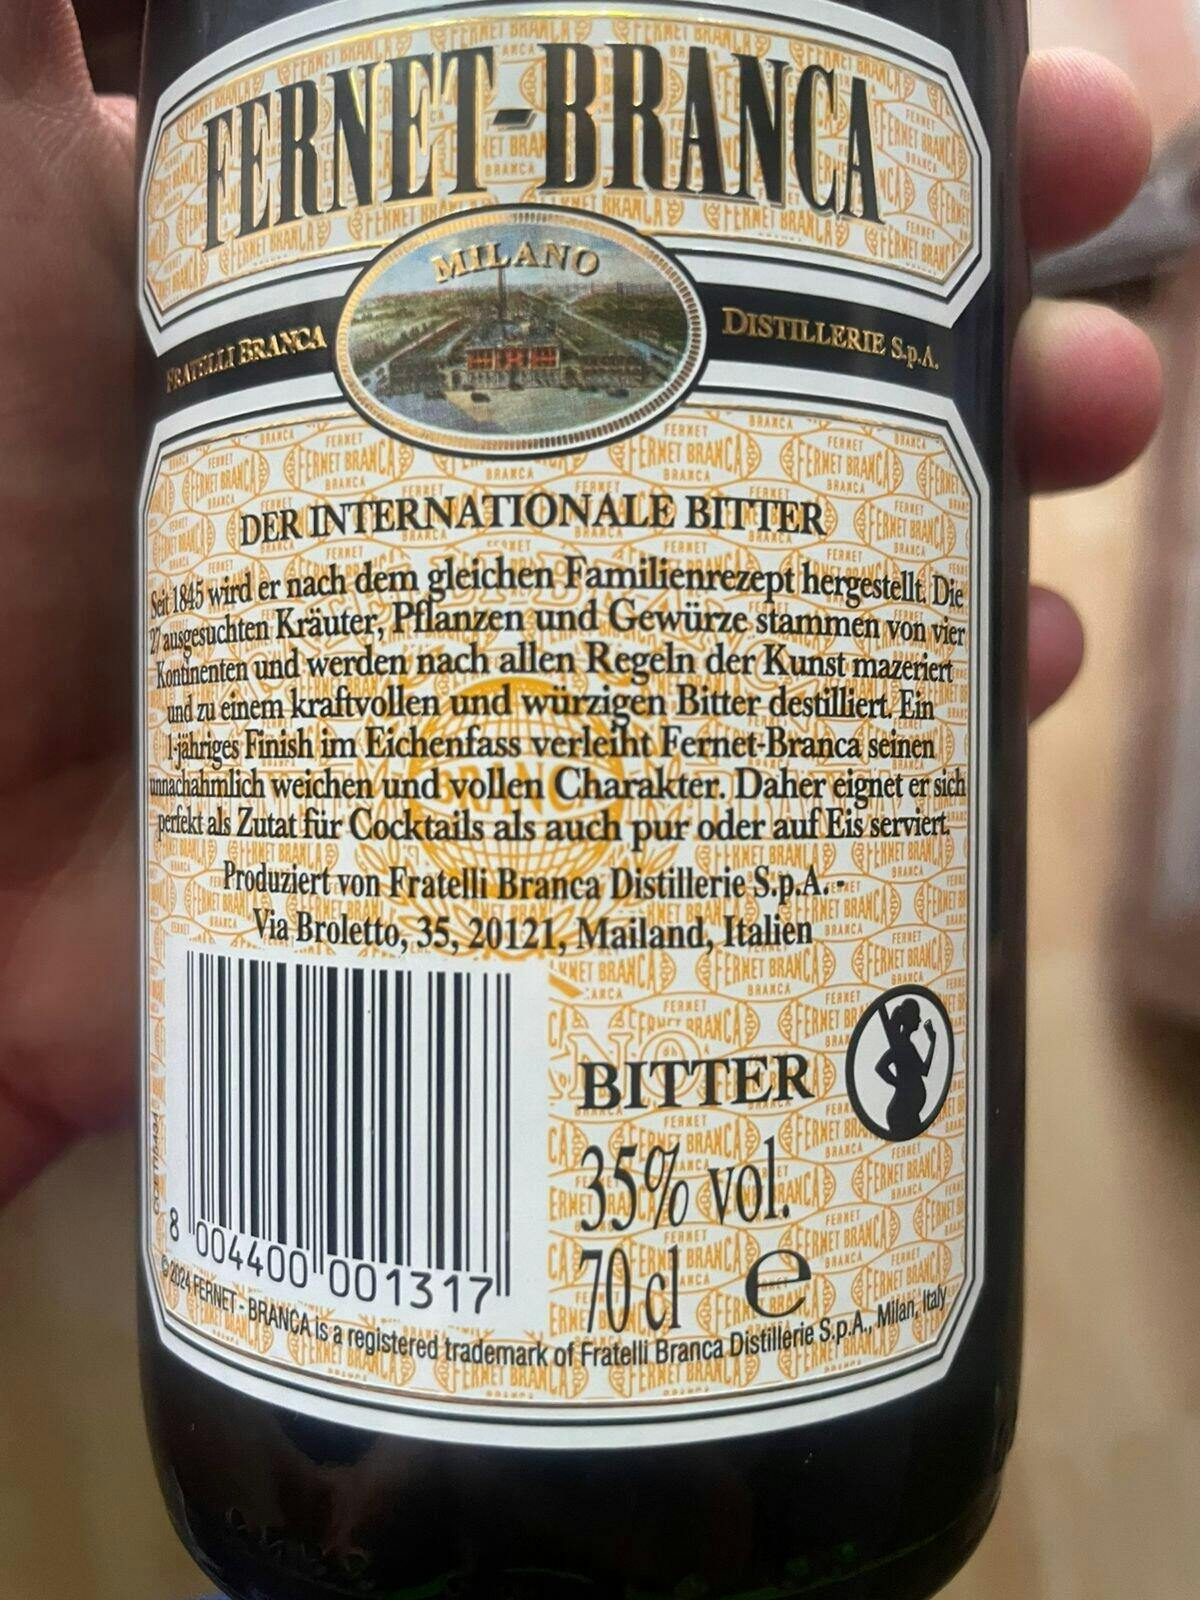 FERNET-BRANCA
MILANO
FRATELLI BRANCA
DISTILLERIE S.p.A.
DER INTERNATIONALE BITTER
Seit 1845 wird er nach dem gleichen Familienrezept hergestellt. Die
27 ausgesuchten Kräuter, Pflanzen und Gewürze stammen von vier
Kontinenten und werden nach allen Regeln der Kunst mazeriert
und zu einem kraftvollen und würzigen Bitter destilliert. Ein
1-jähriges Finish im Eichenfass verleiht Fernet-Branca seinen
unnachahmlich weichen und vollen Charakter. Daher eignet er sich
perfekt als Zutat für Cocktails als auch pur oder auf Eis serviert.
Produziert von Fratelli Branca Distillerie S.p.A. -
Via Broletto, 35, 20121, Mailand, Italien
BITTER
35% vol.
70 cl e
8 004400 001317
© 2024 FERNET - BRANCA is a registered trademark of Fratelli Branca Distillerie S.p.A., Milan, Italy